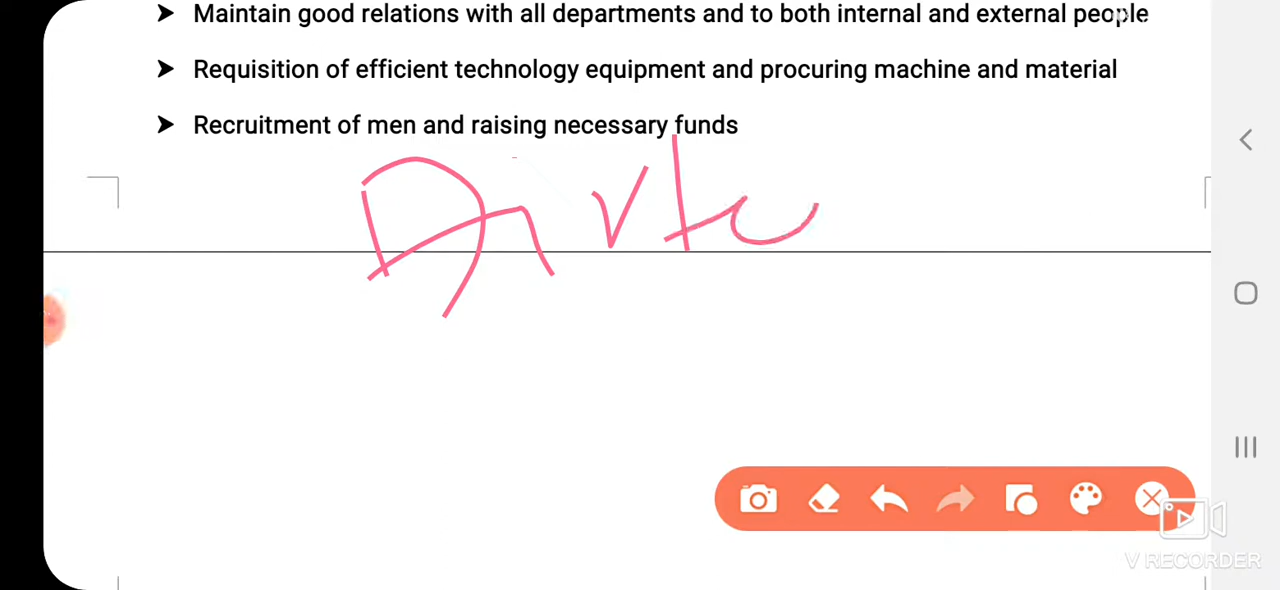 ➤ Maintain good relations with all departments and to both internal and external people
➤ Requisition of efficient technology equipment and procuring machine and material
➤ Recruitment of men and raising necessary funds
V RECORDER